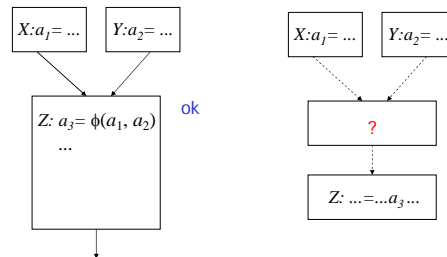 X:a₁= ...
Y:a₂= ...
Z: a₃= ϕ(a₁, a₂)
...
ok
X:a₁= ...
Y:a₂= ...
?
Z: ...=...a₃ ...